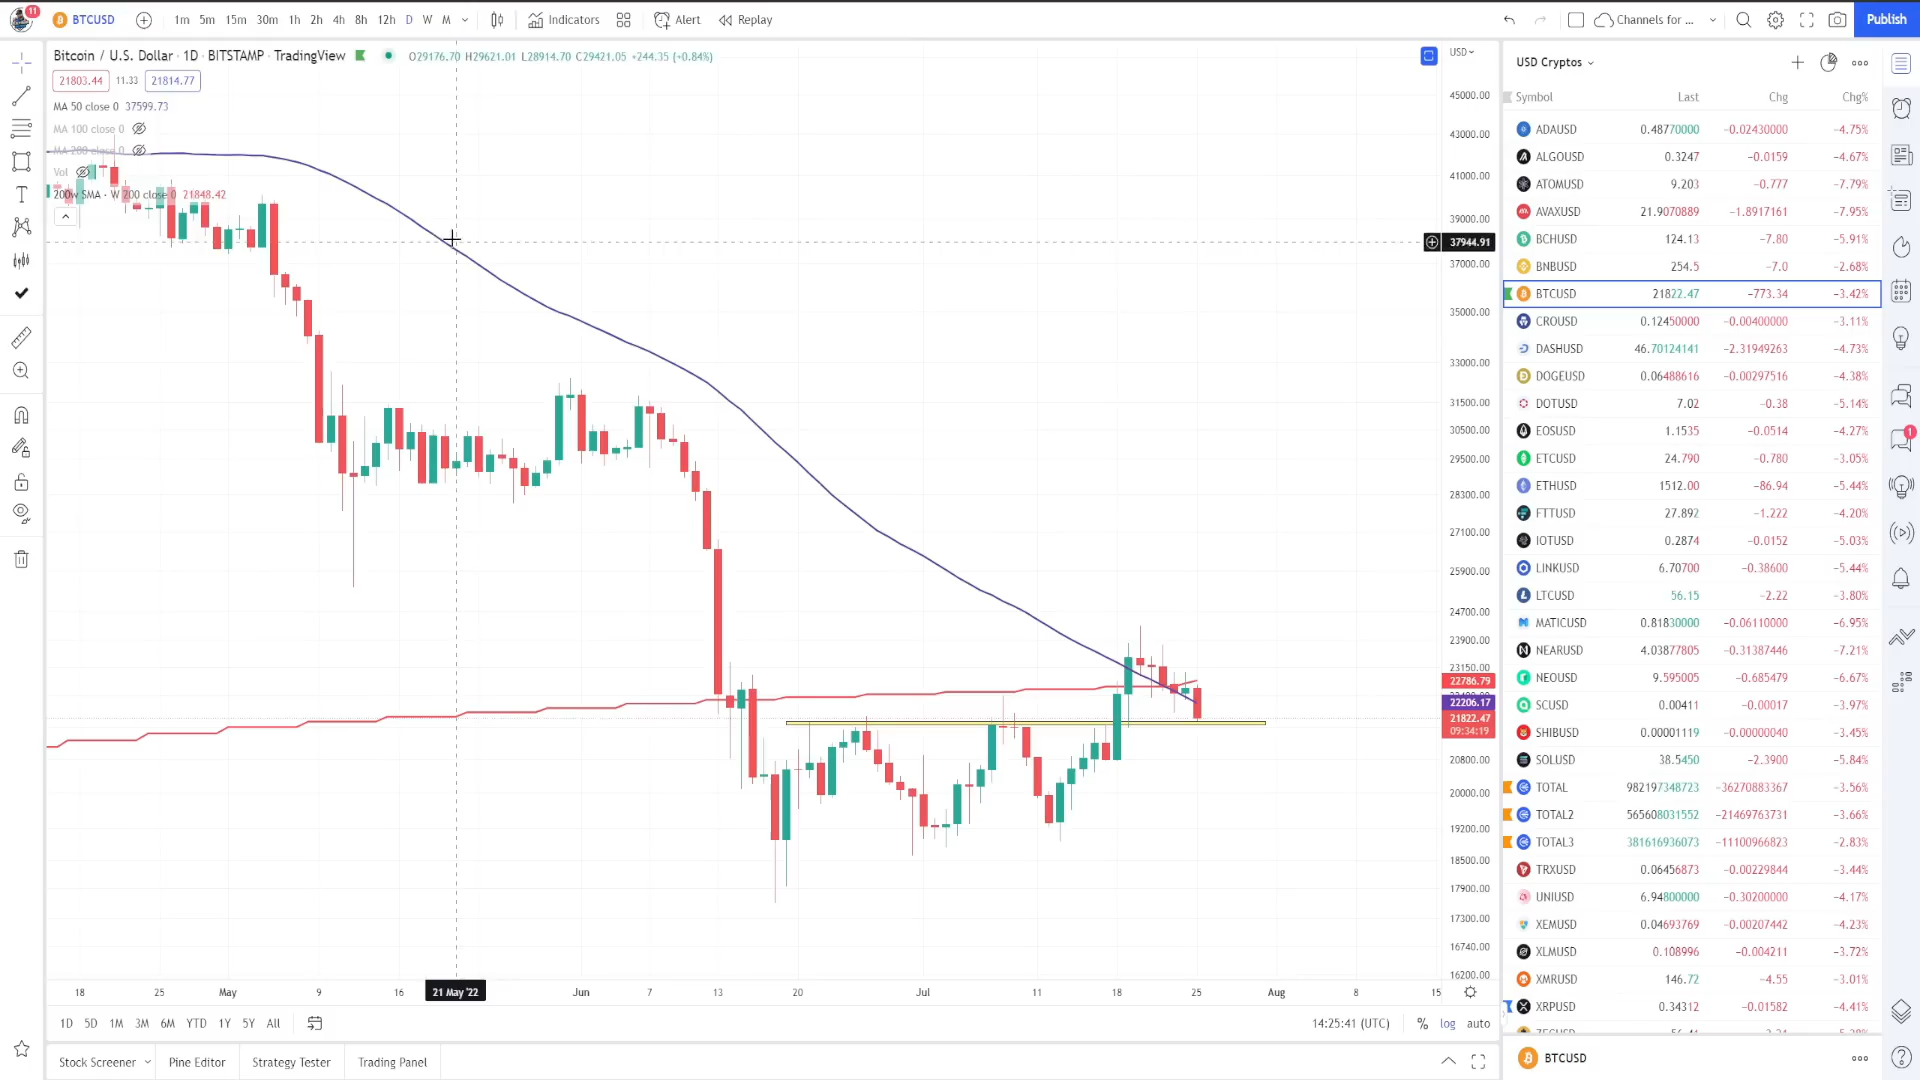 11
BTCUSD
1m 5m 15m 30m 1h 2h 4h 8h 12h D W M
Indicators
Alert
Replay
Channels for ...
Publish
Bitcoin / U.S. Dollar · 1D · BITSTAMP · TradingView
O29176.70 H29621.01 L28914.70 C29421.05 +244.35 (+0.84%)
21803.44 11.33 21814.77
MA 50 close 0 37599.73
MA 100 close 0
MA 200 close 0
Vol
200w SMA · W 200 close 0 21848.42
USD
45000.00
43000.00
41000.00
39000.00
37944.91
37000.00
35000.00
33000.00
31500.00
30500.00
29500.00
28300.00
27100.00
25900.00
24700.00
23900.00
23150.00
22786.79
22206.17
21822.47
09:34:19
20800.00
20000.00
19200.00
18500.00
17900.00
17300.00
16740.00
16200.00
18 25 May 9 16 21 May '22 Jun 7 13 20 Jul 11 18 25 Aug 8 15
1D 5D 1M 3M 6M YTD 1Y 5Y All
14:25:41 (UTC) % log auto
Stock Screener Pine Editor Strategy Tester Trading Panel
USD Cryptos
Symbol Last Chg Chg%
ADAUSD 0.48770000 −0.02430000 −4.75%
ALGOUSD 0.3247 −0.0159 −4.67%
ATOMUSD 9.203 −0.777 −7.79%
AVAXUSD 21.9070889 −1.8917161 −7.95%
BCHUSD 124.13 −7.80 −5.91%
BNBUSD 254.5 −7.0 −2.68%
BTCUSD 21822.47 −773.34 −3.42%
CROUSD 0.12450000 −0.00400000 −3.11%
DASHUSD 46.70124141 −2.31949263 −4.73%
DOGEUSD 0.06488616 −0.00297516 −4.38%
DOTUSD 7.02 −0.38 −5.14%
EOSUSD 1.1535 −0.0514 −4.27%
ETCUSD 24.790 −0.780 −3.05%
ETHUSD 1512.00 −86.94 −5.44%
FTTUSD 27.892 −1.222 −4.20%
IOTUSD 0.2874 −0.0152 −5.03%
LINKUSD 6.70700 −0.38600 −5.44%
LTCUSD 56.15 −2.22 −3.80%
MATICUSD 0.81830000 −0.06110000 −6.95%
NEARUSD 4.03877805 −0.31387446 −7.21%
NEOUSD 9.595005 −0.685479 −6.67%
SCUSD 0.00411 −0.00017 −3.97%
SHIBUSD 0.00001119 −0.00000040 −3.45%
SOLUSD 38.5450 −2.3900 −5.84%
TOTAL 982197348723 −36270883367 −3.56%
TOTAL2 565608031552 −21469763731 −3.66%
TOTAL3 381616936073 −11100966823 −2.83%
TRXUSD 0.06456873 −0.00229844 −3.44%
UNIUSD 6.94800000 −0.30200000 −4.17%
XEMUSD 0.04693769 −0.00207442 −4.23%
XLMUSD 0.108996 −0.004211 −3.72%
XMRUSD 146.72 −4.55 −3.01%
XRPUSD 0.34312 −0.01582 −4.41%
BTCUSD
1